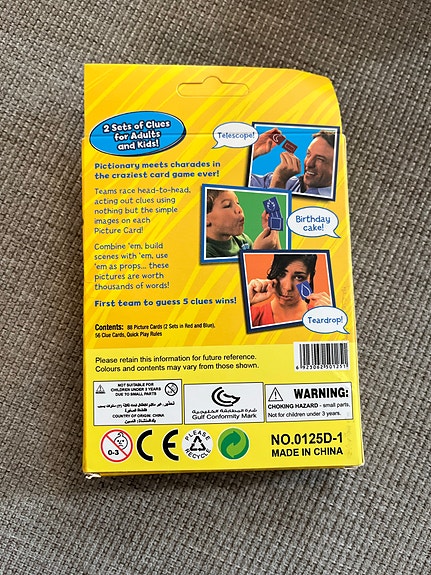 2 Sets of Clues
for Adults
and Kids!
Telescope!
Pictionary meets charades in
the craziest card game ever!
Teams race head-to-head,
acting out clues using
nothing but the simple
images on each
Picture Card!
Birthday
cake!
Combine 'em, build
scenes with 'em, use
'em as props... these
pictures are worth
thousands of words!
First team to guess 5 clues wins!
Teardrop!
Contents: 88 Picture Cards (2 Sets in Red and Blue),
56 Clue Cards, Quick Play Rules
Please retain this information for future reference.
Colours and contents may vary from those shown.
6 923062 501251
NOT SUITABLE FOR
CHILDREN UNDER 3 YEARS
DUE TO SMALL PARTS
COUNTRY OF ORIGIN: CHINA
شارة المطابقة الخليجية
Gulf Conformity Mark
WARNING:
CHOKING HAZARD - small parts.
Not for children under 3 years.
0-3
CE
PLEASE
RECYCLE
NO.0125D-1
MADE IN CHINA